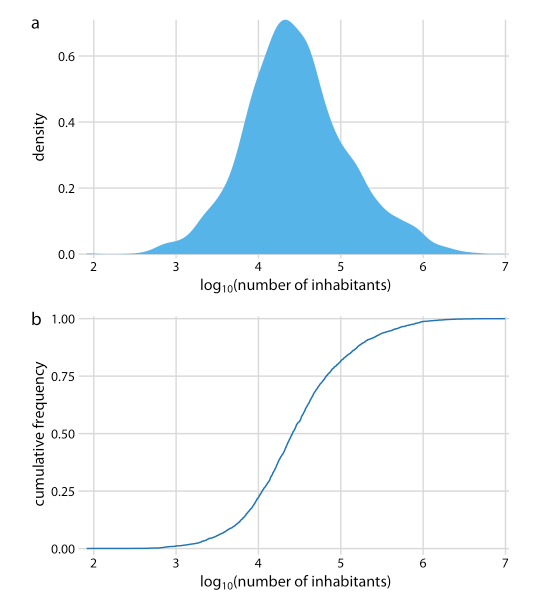 a
0.6
0.4
0.2
0.0
density
2 3 4 5 6 7
log₁₀(number of inhabitants)
b
1.00
0.75
0.50
0.25
0.00
cumulative frequency
2 3 4 5 6 7
log₁₀(number of inhabitants)